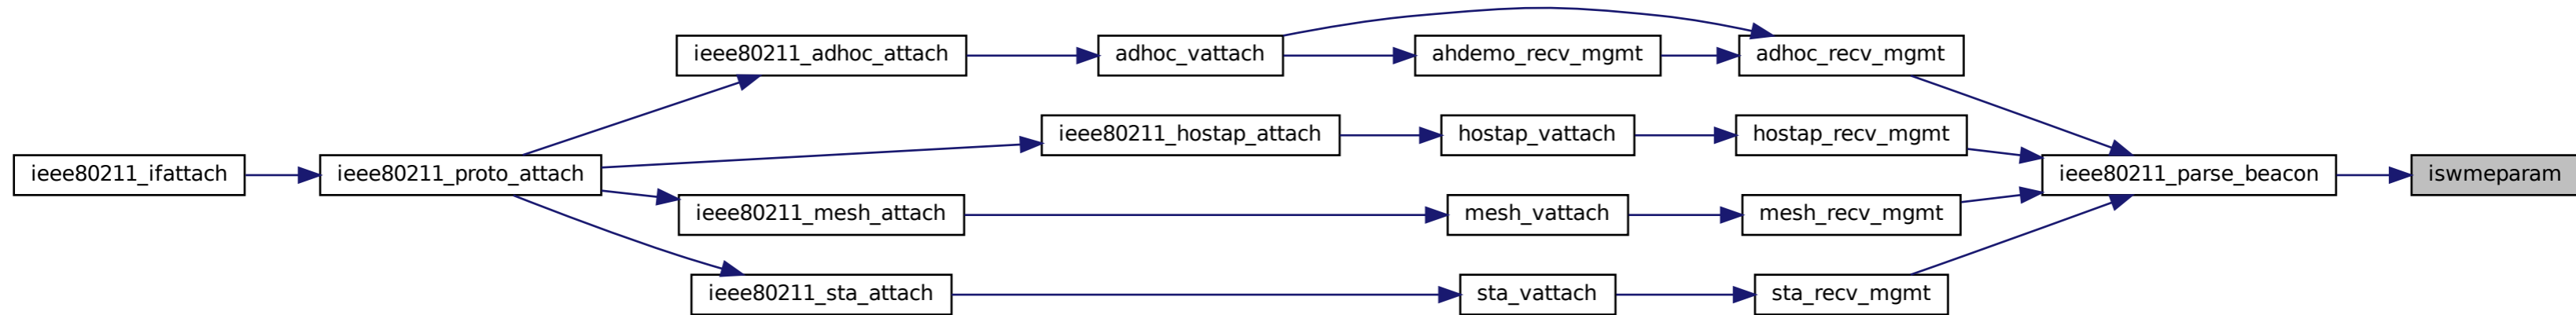 ieee80211_adhoc_attach
adhoc_vattach
ahdemo_recv_mgmt
adhoc_recv_mgmt
ieee80211_hostap_attach
hostap_vattach
hostap_recv_mgmt
ieee80211_ifattach
ieee80211_proto_attach
ieee80211_parse_beacon
iswmeparam
ieee80211_mesh_attach
mesh_vattach
mesh_recv_mgmt
ieee80211_sta_attach
sta_vattach
sta_recv_mgmt